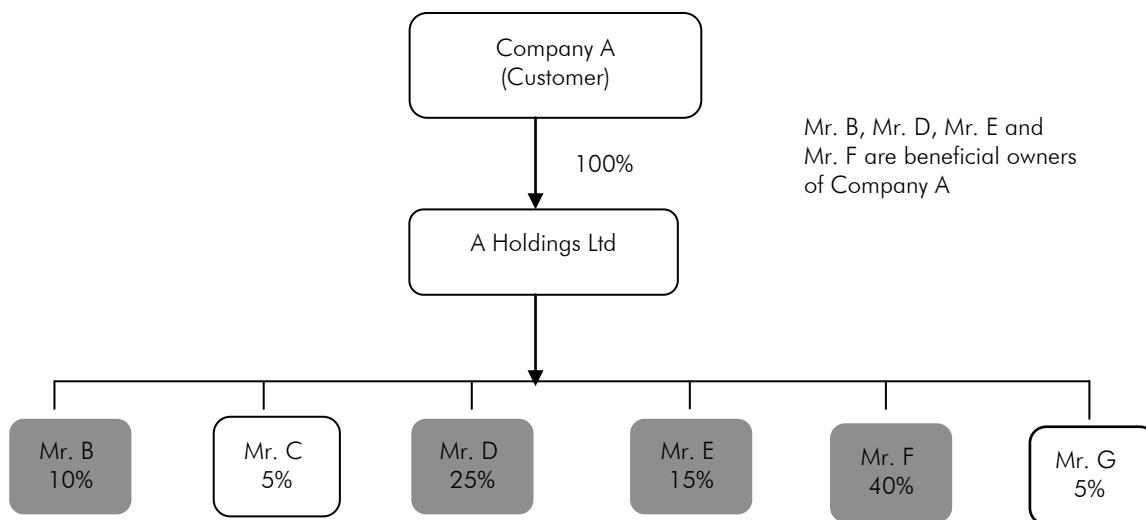 Company A
(Customer)
Mr. B, Mr. D, Mr. E and
Mr. F are beneficial owners
of Company A
100%
A Holdings Ltd
Mr. B
10%
Mr. C
5%
Mr. D
25%
Mr. E
15%
Mr. F
40%
Mr. G
5%